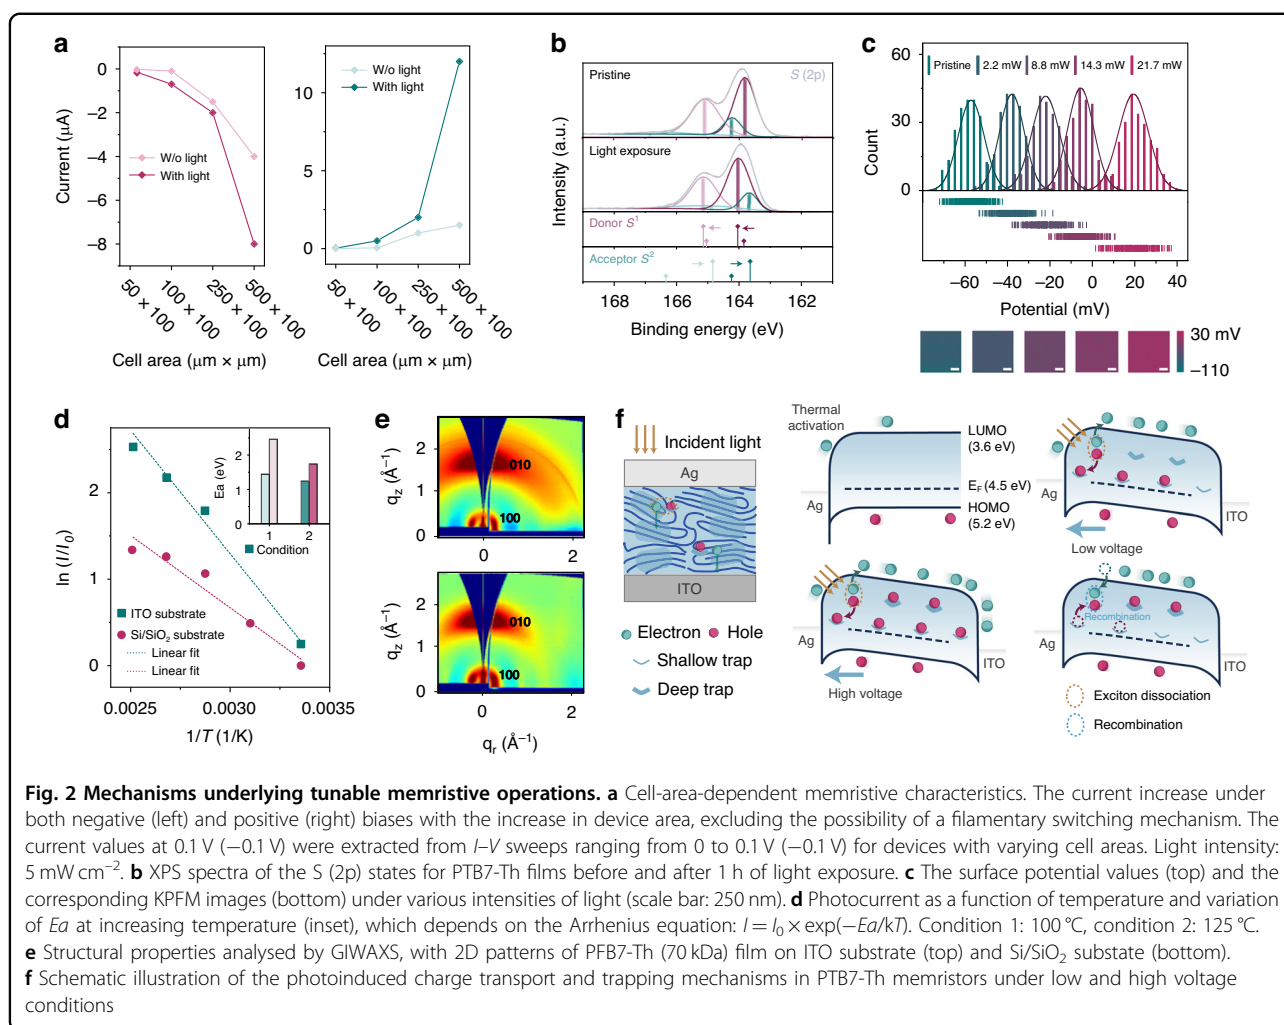 a
Current (μA)
0
−2
−4
−6
−8
W/o light
With light
50 × 100
100 × 100
250 × 100
500 × 100
Cell area (μm × μm)
10
5
0
W/o light
With light
50 × 100
100 × 100
250 × 100
500 × 100
Cell area (μm × μm)
b
Intensity (a.u.)
Pristine
S (2p)
Light exposure
Donor S¹
Acceptor S²
168 166 164 162
Binding energy (eV)
c
Count
60
45
30
15
0
Pristine 2.2 mW 8.8 mW 14.3 mW 21.7 mW
−60 −40 −20 0 20 40
Potential (mV)
30 mV
−110
d
ln (I/I₀)
2
1
0
Ea (eV)
4
3
2
1
0
1 2
Condition
ITO substrate
Si/SiO₂ substrate
Linear fit
Linear fit
0.0025 0.0030 0.0035
1/T (1/K)
e
q_z (Å⁻¹)
2
1
0
010
100
0 2
q_z (Å⁻¹)
2
1
0
010
100
0 2
q_r (Å⁻¹)
f
Incident light
Ag
ITO
Electron Hole
Shallow trap
Deep trap
Thermal
activation
LUMO
(3.6 eV)
E_F (4.5 eV)
HOMO
(5.2 eV)
Ag
Ag
ITO
Low voltage
Ag
ITO
High voltage
Recombination
Ag
ITO
Exciton dissociation
Recombination
Fig. 2 Mechanisms underlying tunable memristive operations. a Cell-area-dependent memristive characteristics. The current increase under
both negative (left) and positive (right) biases with the increase in device area, excluding the possibility of a filamentary switching mechanism. The
current values at 0.1 V (−0.1 V) were extracted from I–V sweeps ranging from 0 to 0.1 V (−0.1 V) for devices with varying cell areas. Light intensity:
5 mW cm⁻². b XPS spectra of the S (2p) states for PTB7-Th films before and after 1 h of light exposure. c The surface potential values (top) and the
corresponding KPFM images (bottom) under various intensities of light (scale bar: 250 nm). d Photocurrent as a function of temperature and variation
of Ea at increasing temperature (inset), which depends on the Arrhenius equation: I = I₀ × exp(−Ea/kT). Condition 1: 100 °C, condition 2: 125 °C.
e Structural properties analysed by GIWAXS, with 2D patterns of PFB7-Th (70 kDa) film on ITO substrate (top) and Si/SiO₂ substate (bottom).
f Schematic illustration of the photoinduced charge transport and trapping mechanisms in PTB7-Th memristors under low and high voltage
conditions